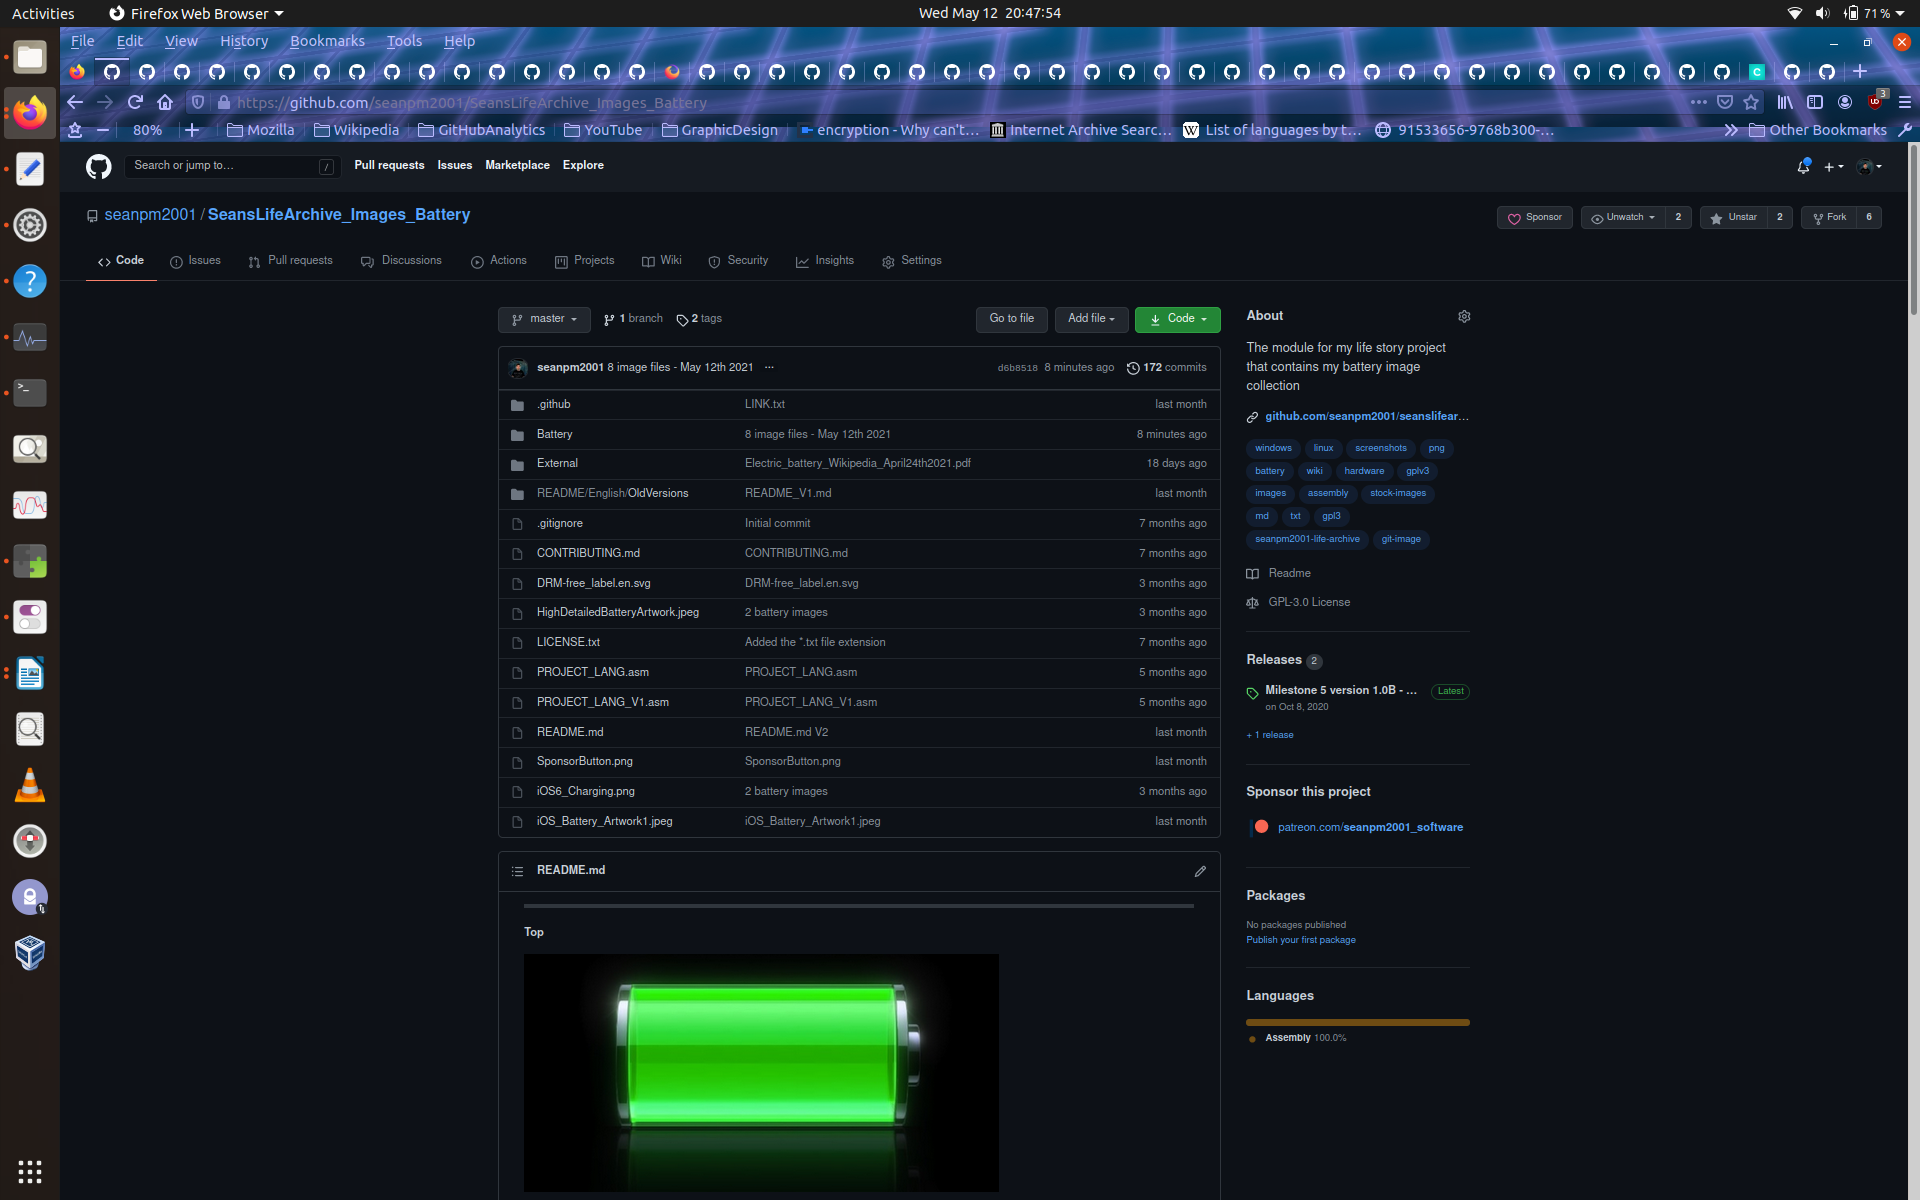 Activities Firefox Web Browser Wed May 12 20:47:54 71 %
File Edit View History Bookmarks Tools Help
https://github.com/seanpm2001/SeansLifeArchive_Images_Battery 3
80% Mozilla Wikipedia GitHubAnalytics YouTube GraphicDesign encryption - Why can't… Internet Archive Searc… List of languages by t… 91533656-9768b300-… Other Bookmarks
Search or jump to… / Pull requests Issues Marketplace Explore
seanpm2001 / SeansLifeArchive_Images_Battery Sponsor Unwatch 2 Unstar 2 Fork 6
Code Issues Pull requests Discussions Actions Projects Wiki Security Insights Settings
master 1 branch 2 tags Go to file Add file Code
seanpm2001 8 image files - May 12th 2021 ... d6b8518 8 minutes ago 172 commits
.github LINK.txt last month
Battery 8 image files - May 12th 2021 8 minutes ago
External Electric_battery_Wikipedia_April24th2021.pdf 18 days ago
README/English/OldVersions README_V1.md last month
.gitignore Initial commit 7 months ago
CONTRIBUTING.md CONTRIBUTING.md 7 months ago
DRM-free_label.en.svg DRM-free_label.en.svg 3 months ago
HighDetailedBatteryArtwork.jpeg 2 battery images 3 months ago
LICENSE.txt Added the *.txt file extension 7 months ago
PROJECT_LANG.asm PROJECT_LANG.asm 5 months ago
PROJECT_LANG_V1.asm PROJECT_LANG_V1.asm 5 months ago
README.md README.md V2 last month
SponsorButton.png SponsorButton.png last month
iOS6_Charging.png 2 battery images 3 months ago
iOS_Battery_Artwork1.jpeg iOS_Battery_Artwork1.jpeg last month
README.md
Top
About
The module for my life story project
that contains my battery image
collection
github.com/seanpm2001/seanslifear…
windows linux screenshots png
battery wiki hardware gplv3
images assembly stock-images
md txt gpl3
seanpm2001-life-archive git-image
Readme
GPL-3.0 License
Releases 2
Milestone 5 version 1.0B - … Latest
on Oct 8, 2020
+ 1 release
Sponsor this project
patreon.com/seanpm2001_software
Packages
No packages published
Publish your first package
Languages
Assembly 100.0%